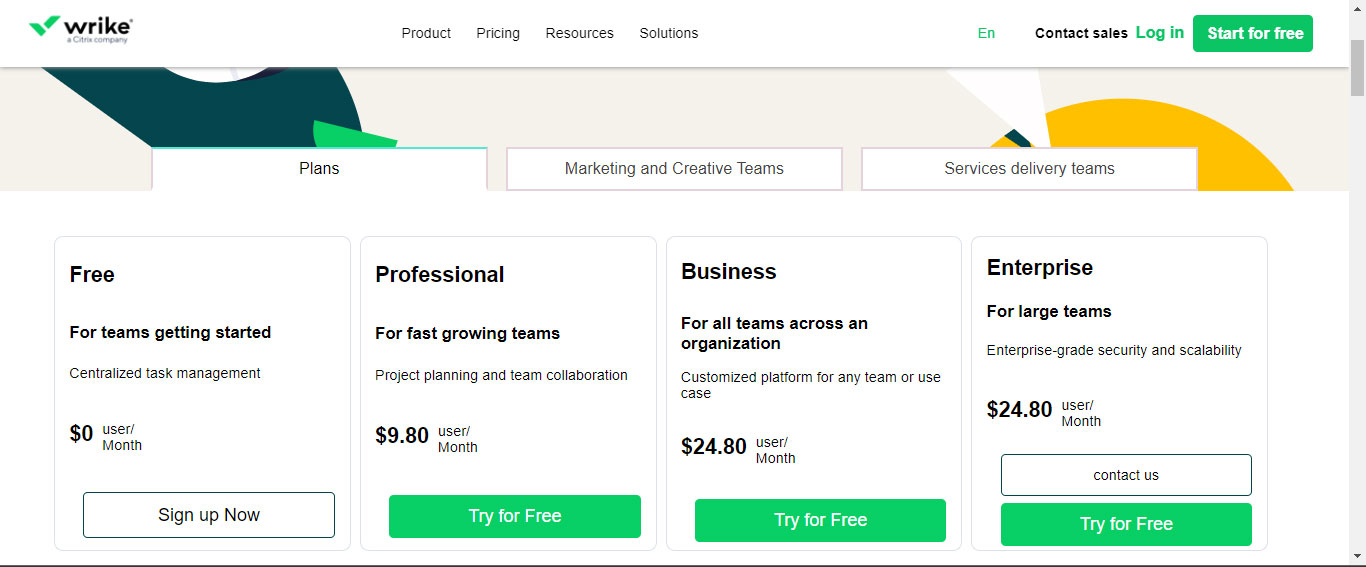 wrike
a Citrix company
Product Pricing Resources Solutions En Contact sales Log in Start for free
Plans
Marketing and Creative Teams
Services delivery teams
Free
For teams getting started
Centralized task management
$0 user/
Month
Sign up Now
Professional
For fast growing teams
Project planning and team collaboration
$9.80 user/
Month
Try for Free
Business
For all teams across an
organization
Customized platform for any team or use
case
$24.80 user/
Month
Try for Free
Enterprise
For large teams
Enterprise-grade security and scalability
$24.80 user/
Month
contact us
Try for Free